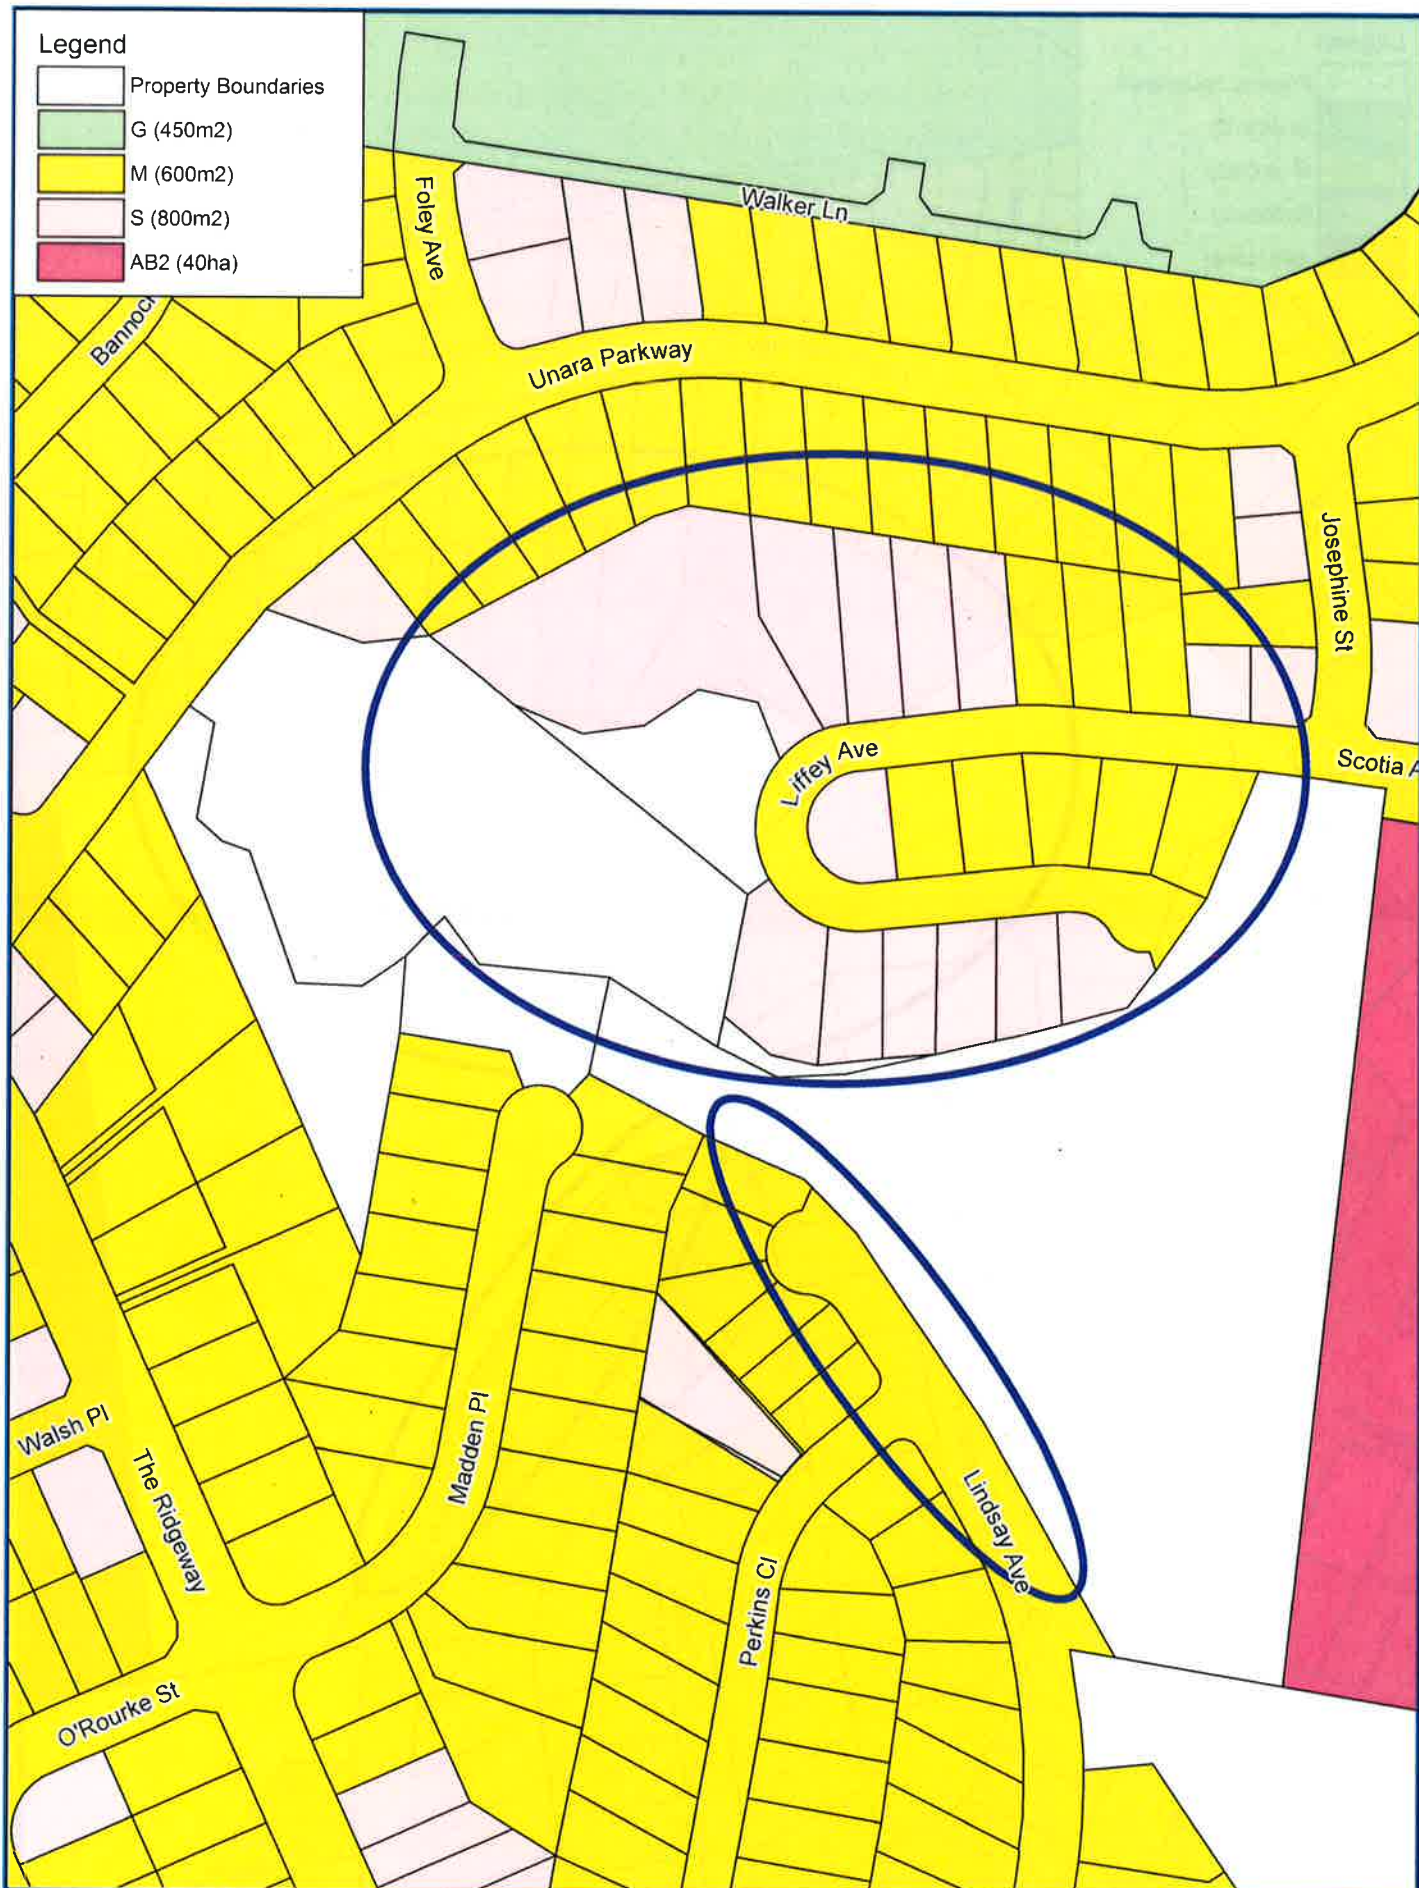 Legend
Property Boundaries
G (450m2)
M (600m2)
S (800m2)
AB2 (40ha)
Foley Ave
Walker Ln
Bannoc
Unara Parkway
Josephine St
Liffey Ave
Scotia A
Walsh Pl
The Ridgeway
Madden Pl
Lindsay Ave
Perkins Cl
O'Rourke St